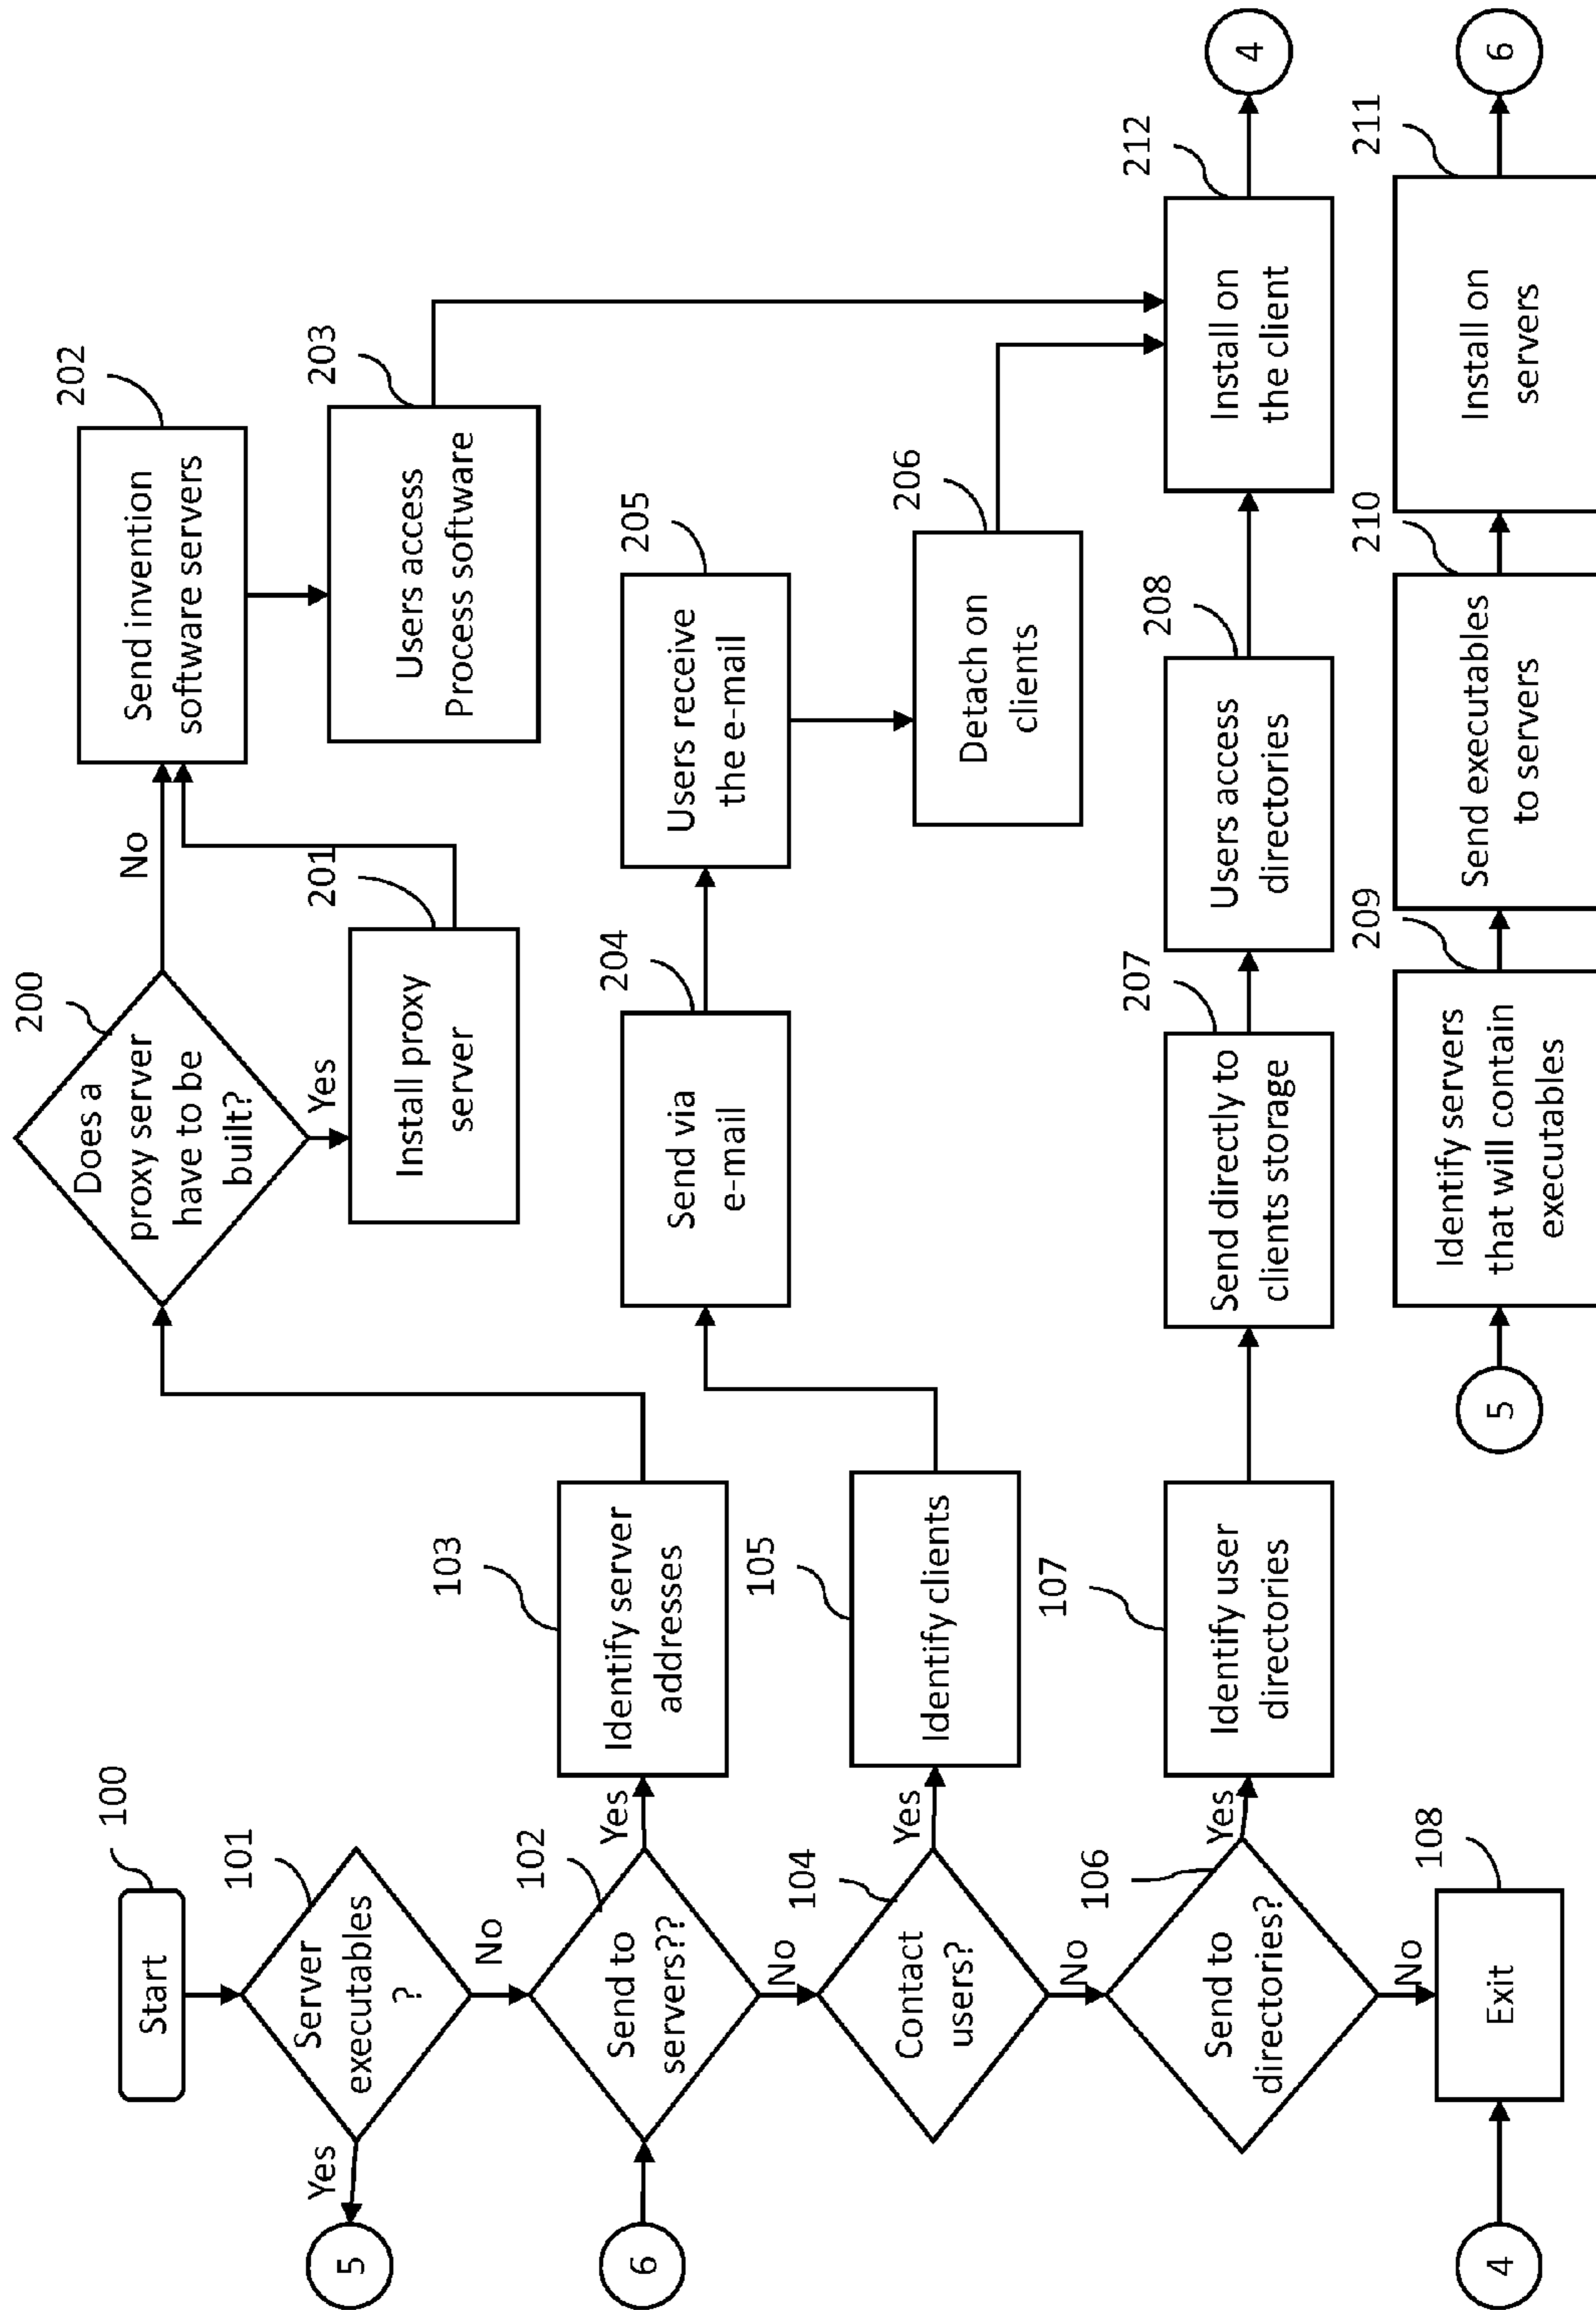 100
Start
101
Server
executables
?
Yes
5
No
102
Send to
servers??
6
Yes
103
Identify server
addresses
No
104
Contact
users?
Yes
105
Identify clients
No
106
Send to
directories?
Yes
107
Identify user
directories
No
108
Exit
4
200
Does a
proxy server
have to be
built?
No
Yes
201
Install proxy
server
202
Send invention
software servers
203
Users access
Process software
204
Send via
e-mail
205
Users receive
the e-mail
206
Detach on
clients
207
Send directly to
clients storage
208
Users access
directories
212
Install on
the client
4
5
209
Identify servers
that will contain
executables
210
Send executables
to servers
211
Install on
servers
6